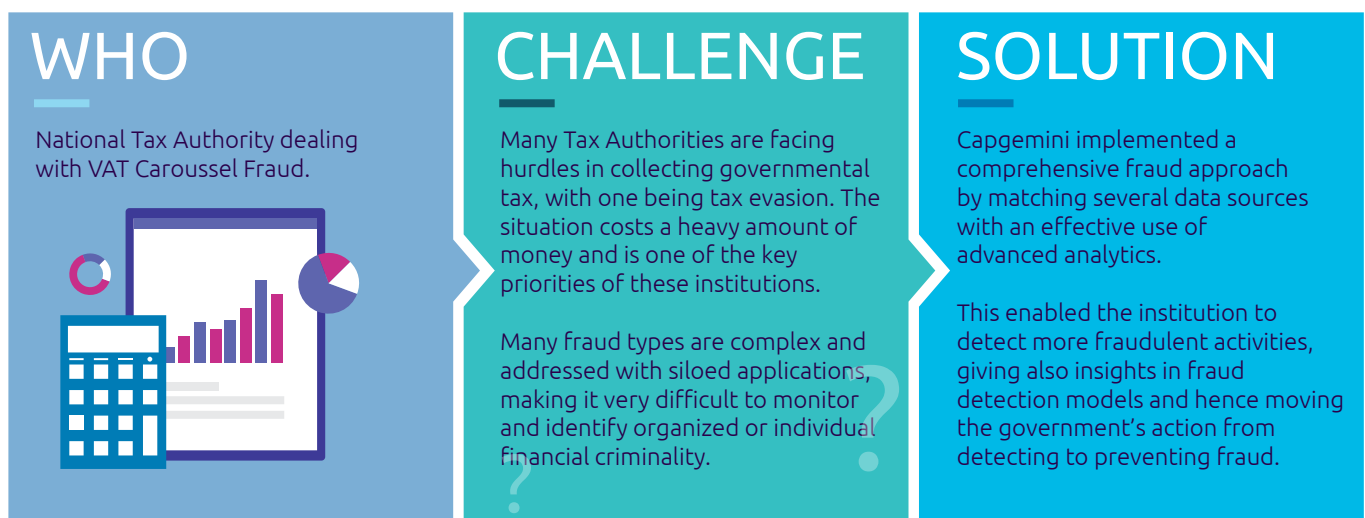 WHO
National Tax Authority dealing
with VAT Caroussel Fraud.
CHALLENGE
Many Tax Authorities are facing
hurdles in collecting governmental
tax, with one being tax evasion. The
situation costs a heavy amount of
money and is one of the key
priorities of these institutions.
Many fraud types are complex and
addressed with siloed applications,
making it very difficult to monitor
and identify organized or individual
financial criminality.
?
?
SOLUTION
Capgemini implemented a
comprehensive fraud approach
by matching several data sources
with an effective use of
advanced analytics.
This enabled the institution to
detect more fraudulent activities,
giving also insights in fraud
detection models and hence moving
the government’s action from
detecting to preventing fraud.